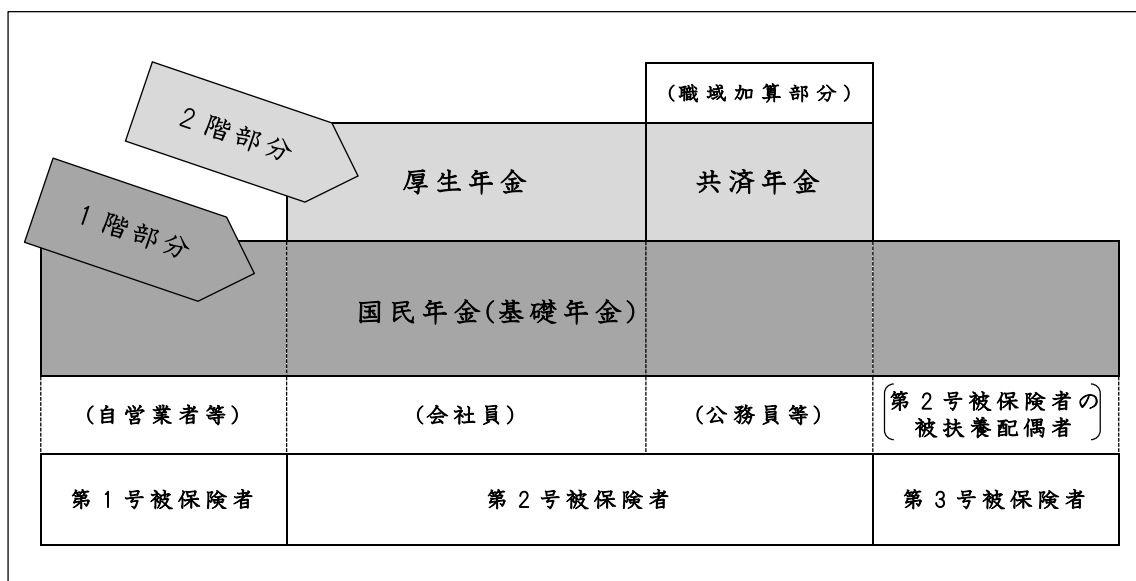 (職域加算部分)
2階部分
厚生年金
共済年金
1階部分
国民年金(基礎年金)
(自営業者等)
(会社員)
(公務員等)
第2号被保険者の
被扶養配偶者
第1号被保険者
第2号被保険者
第3号被保険者